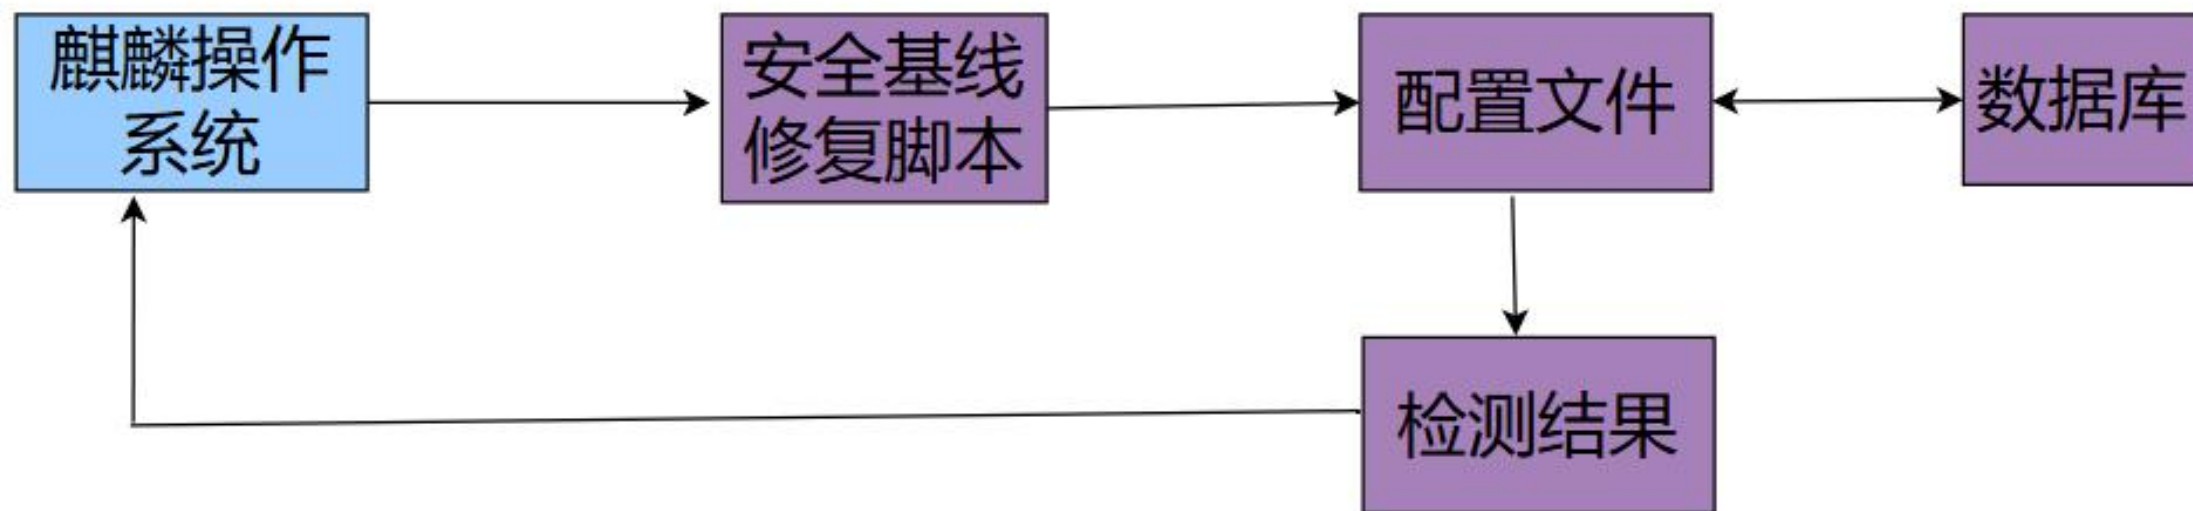 麒麟操作
系统
安全基线
修复脚本
配置文件
数据库
检测结果